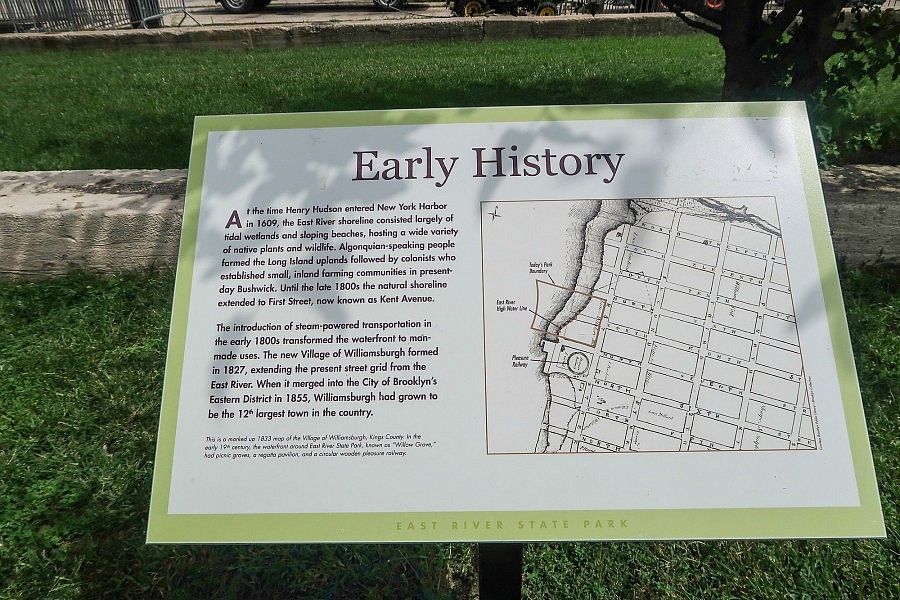 Early History
At the time Henry Hudson entered New York Harbor
in 1609, the East River shoreline consisted largely of
tidal wetlands and sloping beaches, hosting a wide variety
of native plants and wildlife. Algonquian-speaking people
farmed the Long Island uplands followed by colonists who
established small, inland farming communities in present-
day Bushwick. Until the late 1800s the natural shoreline
extended to First Street, now known as Kent Avenue.
The introduction of steam-powered transportation in
the early 1800s transformed the waterfront to man-
made uses. The new Village of Williamsburgh formed
in 1827, extending the present street grid from the
East River. When it merged into the City of Brooklyn's
Eastern District in 1855, Williamsburgh had grown to
be the 12th largest town in the country.
This is a marked up 1833 map of the Village of Williamsburgh, Kings County. In the
early 19th century, the waterfront around East River State Park, known as "Willow Grove,"
had picnic groves, a regatta pavilion, and a circular wooden pleasure railway.
Today's Park
Boundary
East River
High Water Line
Pleasure
Railway
EAST RIVER STATE PARK